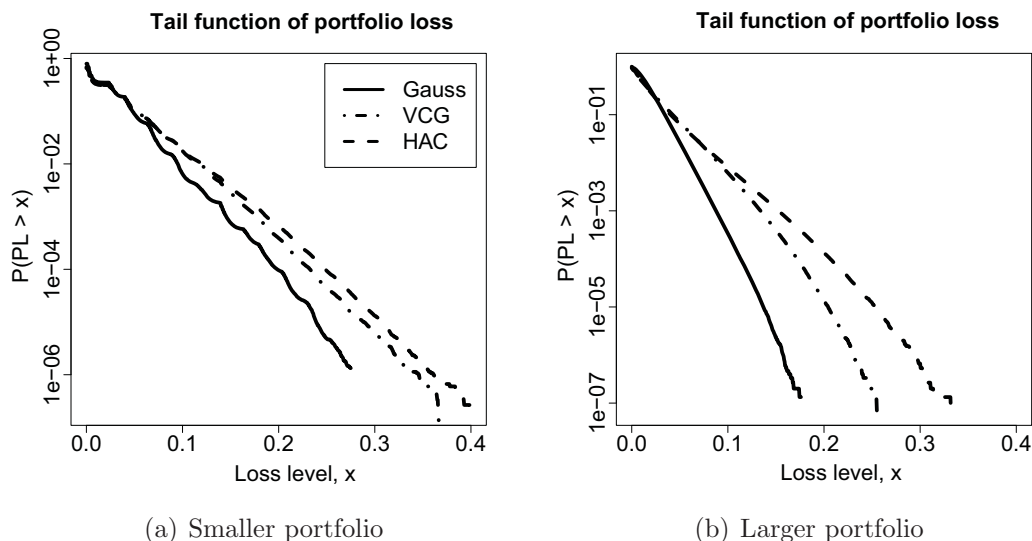 Tail function of portfolio loss
P(PL > x)
1e+00
1e-02
1e-04
1e-06
Gauss
VCG
HAC
0.0 0.1 0.2 0.3 0.4
Loss level, x
(a) Smaller portfolio
Tail function of portfolio loss
P(PL > x)
1e-01
1e-03
1e-05
1e-07
0.0 0.1 0.2 0.3 0.4
Loss level, x
(b) Larger portfolio